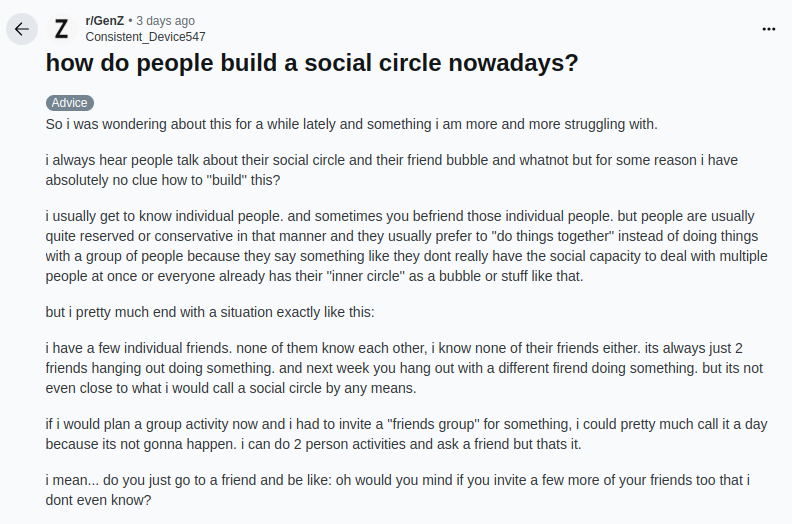 r/GenZ • 3 days ago
Consistent_Device547
how do people build a social circle nowadays?
Advice
So i was wondering about this for a while lately and something i am more and more struggling with.
i always hear people talk about their social circle and their friend bubble and whatnot but for some reason i have
absolutely no clue how to "build" this?
i usually get to know individual people. and sometimes you befriend those individual people. but people are usually
quite reserved or conservative in that manner and they usually prefer to "do things together" instead of doing things
with a group of people because they say something like they dont really have the social capacity to deal with multiple
people at once or everyone already has their "inner circle" as a bubble or stuff like that.
but i pretty much end with a situation exactly like this:
i have a few individual friends. none of them know each other, i know none of their friends either. its always just 2
friends hanging out doing something. and next week you hang out with a different firend doing something. but its not
even close to what i would call a social circle by any means.
if i would plan a group activity now and i had to invite a "friends group" for something, i could pretty much call it a day
because its not gonna happen. i can do 2 person activities and ask a friend but thats it.
i mean... do you just go to a friend and be like: oh would you mind if you invite a few more of your friends too that i
dont even know?